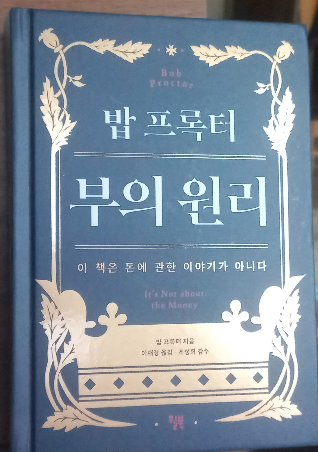 Bob
Proctor
밥 프록터
부의 원리
이 책은 돈에 관한 이야기가 아니다
It's Not about
the Money
밥 프록터 지음